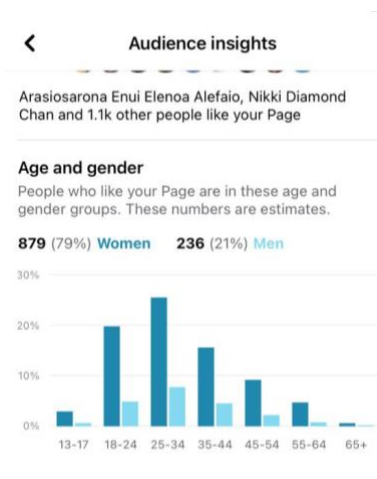 Audience insights
Arasiosarona Enui Elenoa Alefaio, Nikki Diamond
Chan and 1.1k other people like your Page
Age and gender
People who like your Page are in these age and
gender groups. These numbers are estimates.
879 (79%) Women 236 (21%) Men
30%
20%
10%
0%
13-17 18-24 25-34 35-44 45-54 55-64 65+